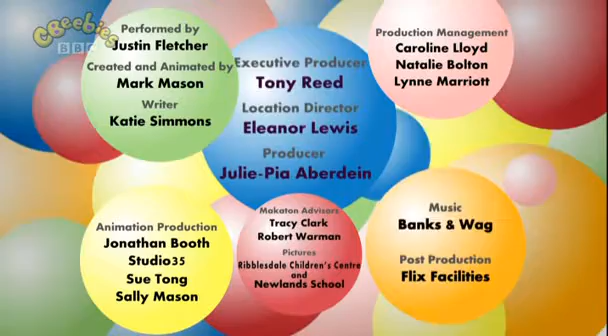 CBeebies
BBC
Performed by
Justin Fletcher
Created and Animated by
Mark Mason
Writer
Katie Simmons
Executive Producer
Tony Reed
Location Director
Eleanor Lewis
Producer
Julie-Pia Aberdein
Production Management
Caroline Lloyd
Natalie Bolton
Lynne Marriott
Animation Production
Jonathan Booth
Studio35
Sue Tong
Sally Mason
Makaton Advisors
Tracy Clark
Robert Warman
Pictures
Ribblesdale Children's Centre
and
Newlands School
Music
Banks & Wag
Post Production
Flix Facilities